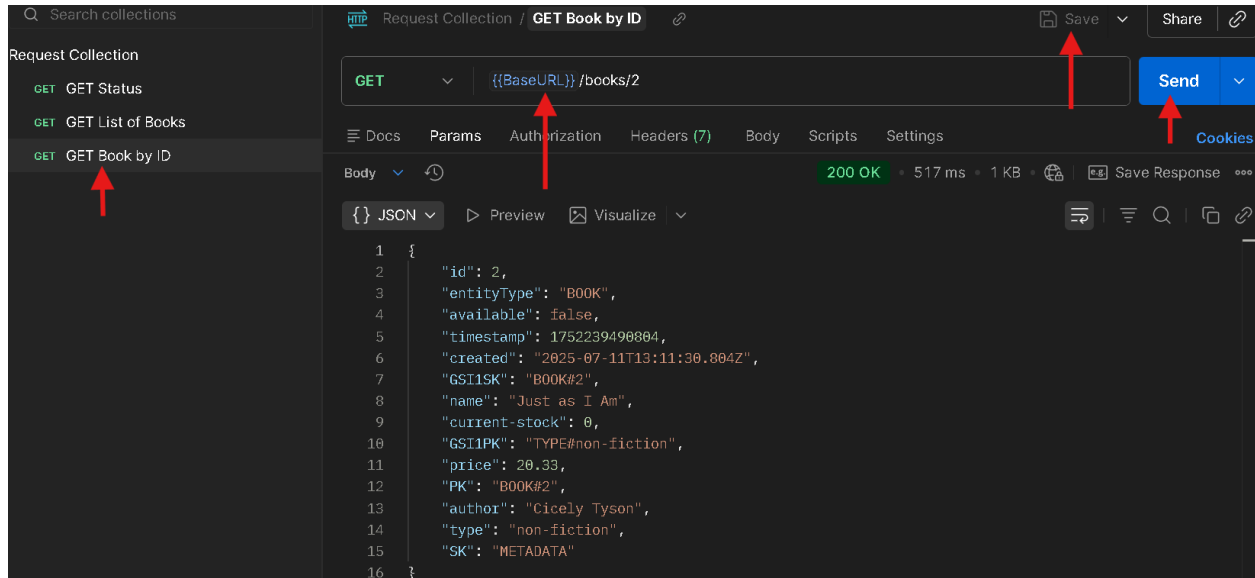 Search collections
Request Collection
GET GET Status
GET GET List of Books
GET GET Book by ID
HTTP Request Collection / GET Book by ID
Save Share
GET {{BaseURL}} /books/2
Send
Docs Params Authorization Headers (7) Body Scripts Settings Cookies
Body 200 OK • 517 ms • 1 KB • e.g. Save Response
{} JSON Preview Visualize
1 {
2 "id": 2,
3 "entityType": "BOOK",
4 "available": false,
5 "timestamp": 1752239490804,
6 "created": "2025-07-11T13:11:30.804Z",
7 "GSI1SK": "BOOK#2",
8 "name": "Just as I Am",
9 "current-stock": 0,
10 "GSI1PK": "TYPE#non-fiction",
11 "price": 20.33,
12 "PK": "BOOK#2",
13 "author": "Cicely Tyson",
14 "type": "non-fiction",
15 "SK": "METADATA"
16 }